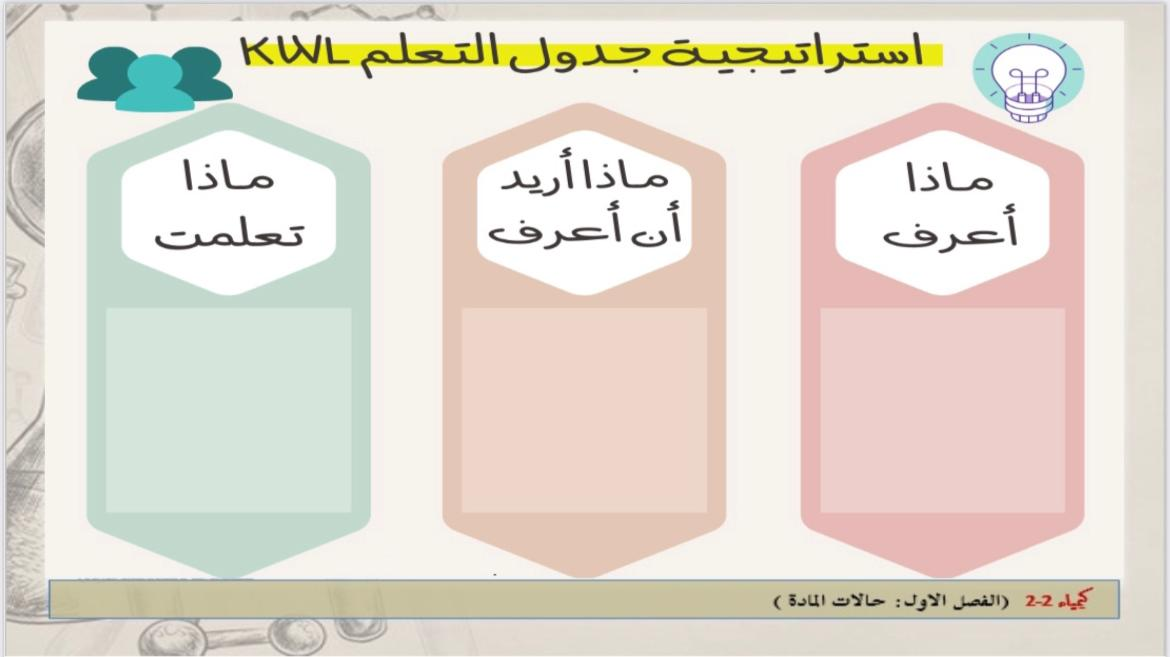 استراتيجية جدول التعلم KWL
ماذا
أعرف
ماذا أريد
أن أعرف
ماذا
تعلمت
كيمياء 2-2 (الفصل الاول: حالات المادة )